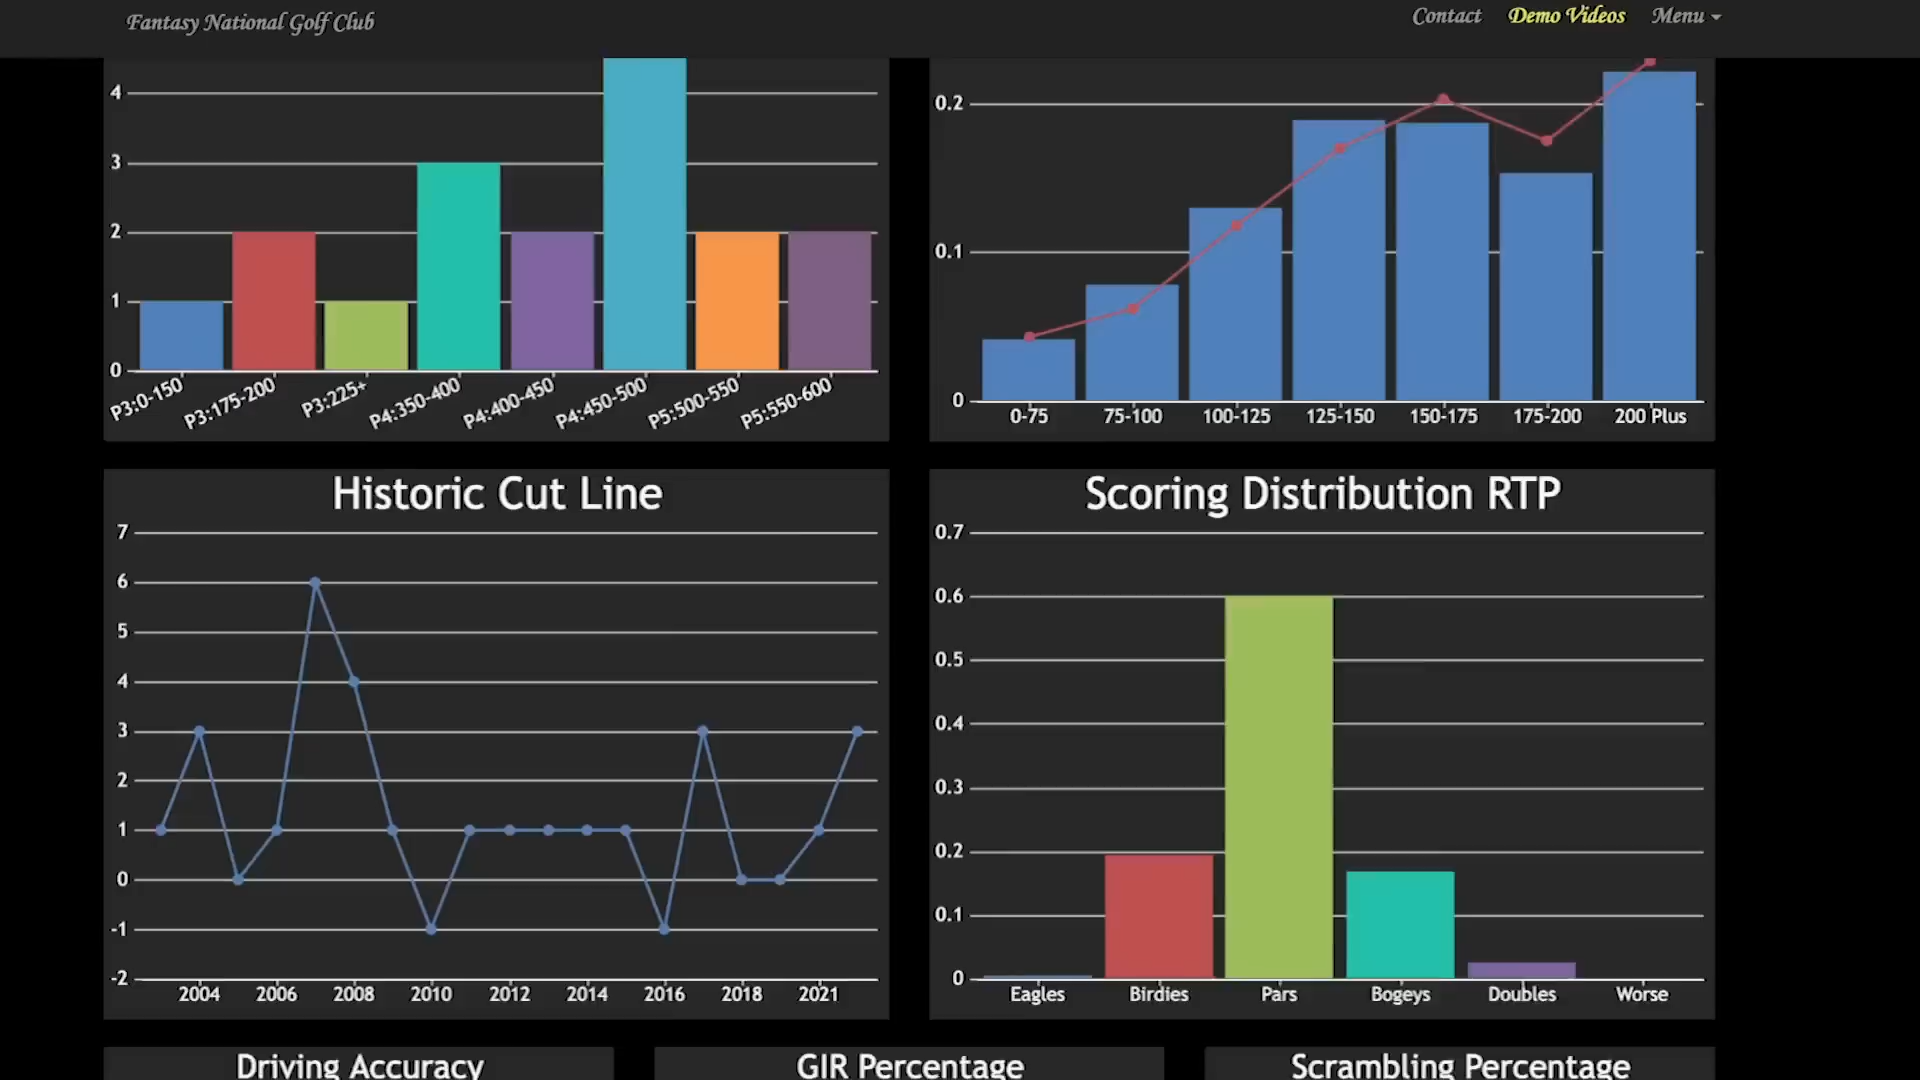 Fantasy National Golf Club
Contact Demo Videos Menu
4
3
2
1
0
P3:0-150 P3:175-200 P3:225+ P4:350-400 P4:400-450 P4:450-500 P5:500-550 P5:550-600
0.2
0.1
0
0-75 75-100 100-125 125-150 150-175 175-200 200 Plus
Historic Cut Line
7
6
5
4
3
2
1
0
-1
-2
2004 2006 2008 2010 2012 2014 2016 2018 2021
Scoring Distribution RTP
0.7
0.6
0.5
0.4
0.3
0.2
0.1
0
Eagles Birdies Pars Bogeys Doubles Worse
Driving Accuracy
GIR Percentage
Scrambling Percentage